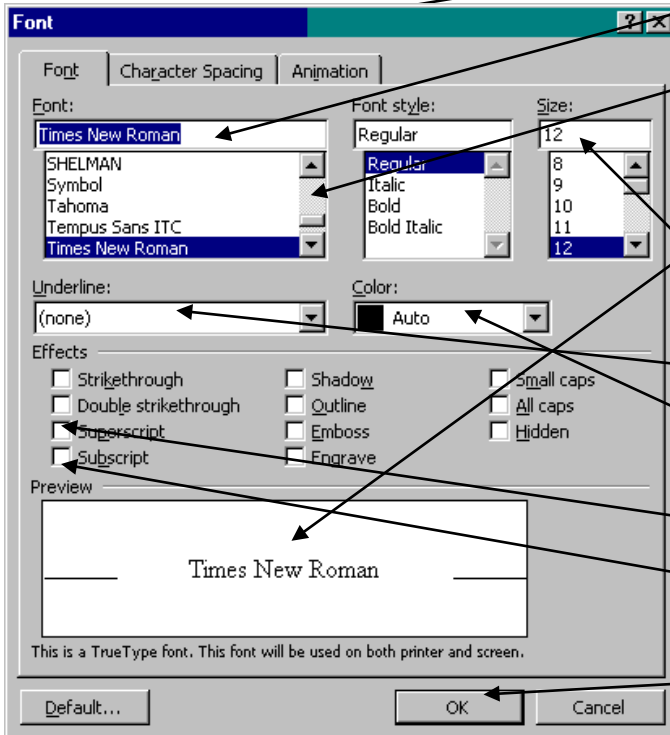 Font
Font Character Spacing Animation
Font: Font style: Size:
Times New Roman Regular 12
SHELMAN Regular 8
Symbol Italic 9
Tahoma Bold 10
Tempus Sans ITC Bold Italic 11
Times New Roman 12
Underline: Color:
(none) Auto
Effects
Strikethrough Shadow Small caps
Double strikethrough Outline All caps
Superscript Emboss Hidden
Subscript Engrave
Preview
Times New Roman
This is a TrueType font. This font will be used on both printer and screen.
Default... OK Cancel